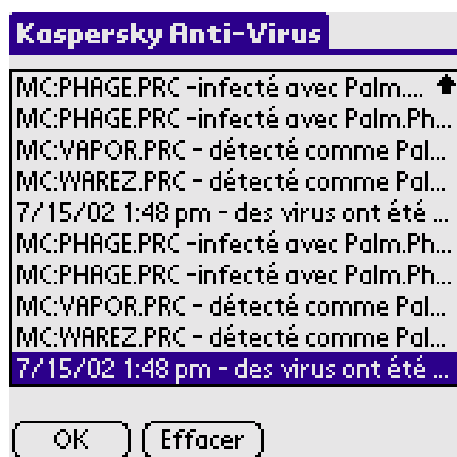 Kaspersky Anti-Virus
MC:PHAGE.PRC -infecté avec Palm....
MC:PHAGE.PRC -infecté avec Palm.Ph...
MC:VAPOR.PRC - détecté comme Pal...
MC:WAREZ.PRC - détecté comme Pal...
7/15/02 1:48 pm - des virus ont été ...
MC:PHAGE.PRC -infecté avec Palm.Ph...
MC:PHAGE.PRC -infecté avec Palm.Ph...
MC:VAPOR.PRC - détecté comme Pal...
MC:WAREZ.PRC - détecté comme Pal...
7/15/02 1:48 pm - des virus ont été ...
OK Effacer